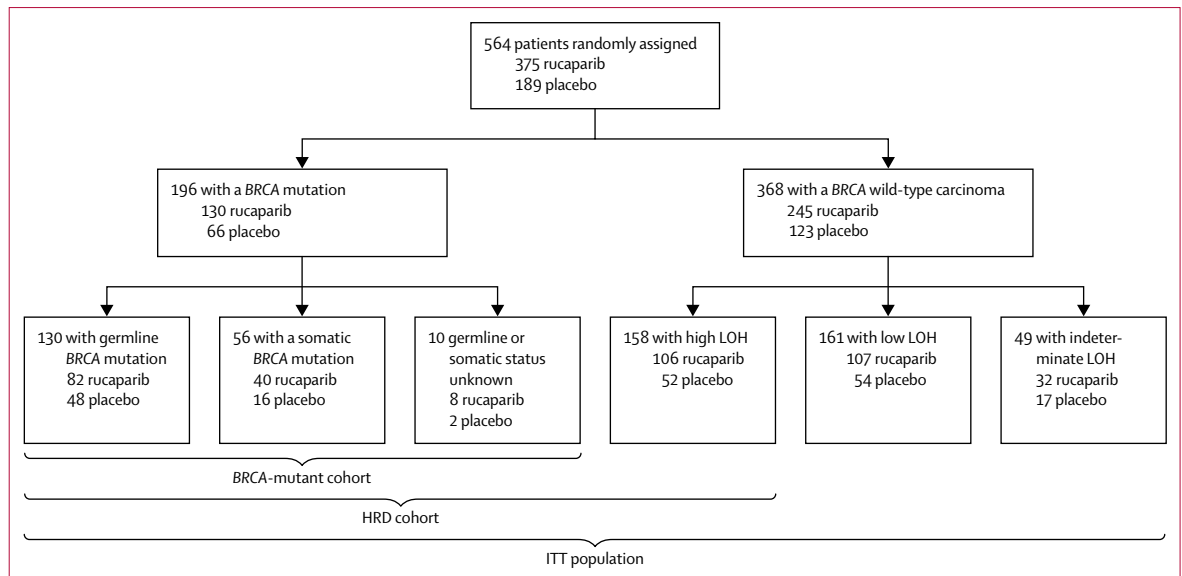 564 patients randomly assigned
375 rucaparib
189 placebo
196 with a BRCA mutation
130 rucaparib
66 placebo
368 with a BRCA wild-type carcinoma
245 rucaparib
123 placebo
130 with germline
BRCA mutation
82 rucaparib
48 placebo
56 with a somatic
BRCA mutation
40 rucaparib
16 placebo
10 germline or
somatic status
unknown
8 rucaparib
2 placebo
158 with high LOH
106 rucaparib
52 placebo
161 with low LOH
107 rucaparib
54 placebo
49 with indeter-
minate LOH
32 rucaparib
17 placebo
BRCA-mutant cohort
HRD cohort
ITT population